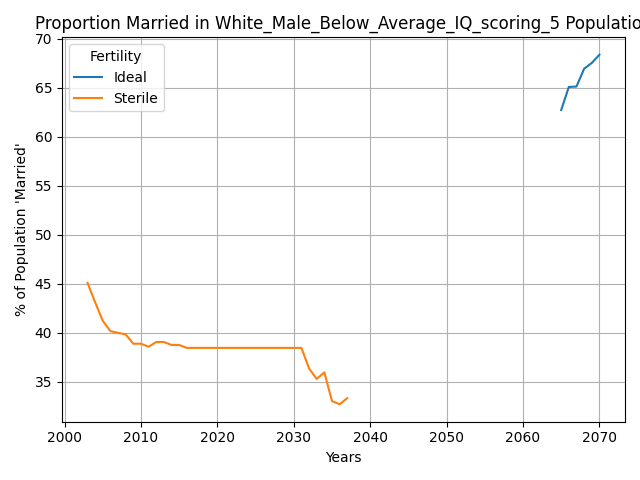 Proportion Married in White_Male_Below_Average_IQ_scoring_5 Populatio
Fertility
Ideal
Sterile
70
65
60
55
50
45
40
35
% of Population 'Married'
2000 2010 2020 2030 2040 2050 2060 2070
Years